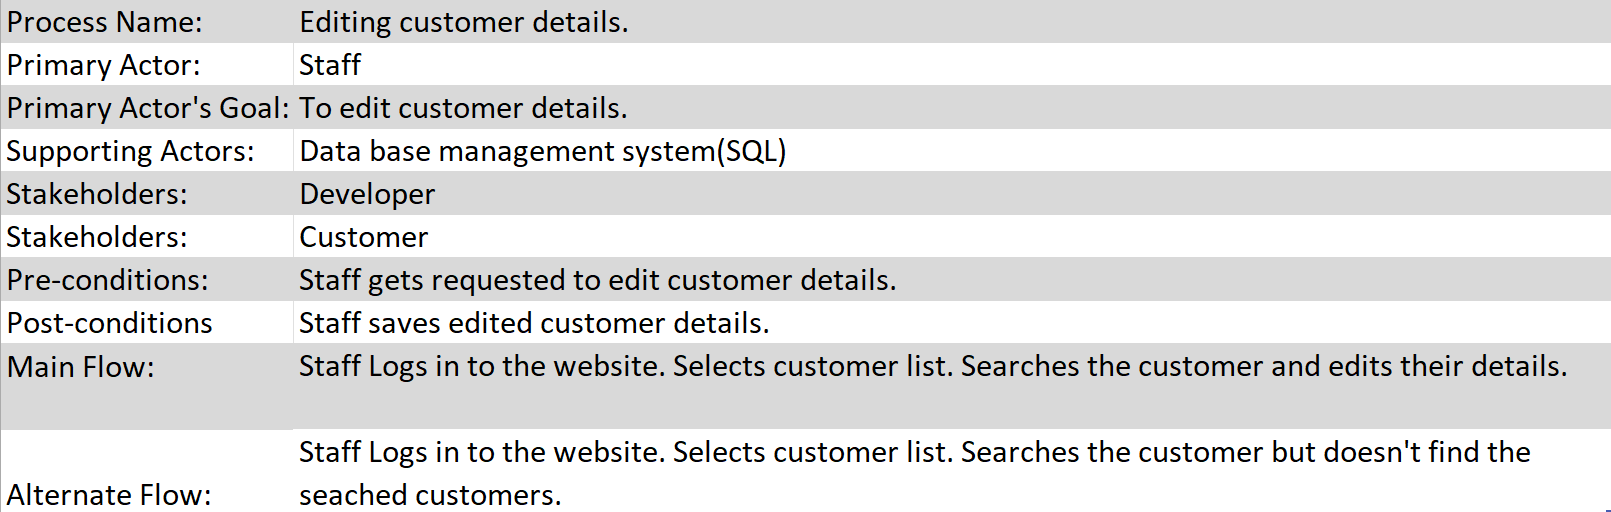 Process Name: Editing customer details.
Primary Actor: Staff
Primary Actor's Goal: To edit customer details.
Supporting Actors: Data base management system(SQL)
Stakeholders: Developer
Stakeholders: Customer
Pre-conditions: Staff gets requested to edit customer details.
Post-conditions Staff saves edited customer details.
Main Flow: Staff Logs in to the website. Selects customer list. Searches the customer and edits their details.
Staff Logs in to the website. Selects customer list. Searches the customer but doesn't find the
Alternate Flow: seached customers.